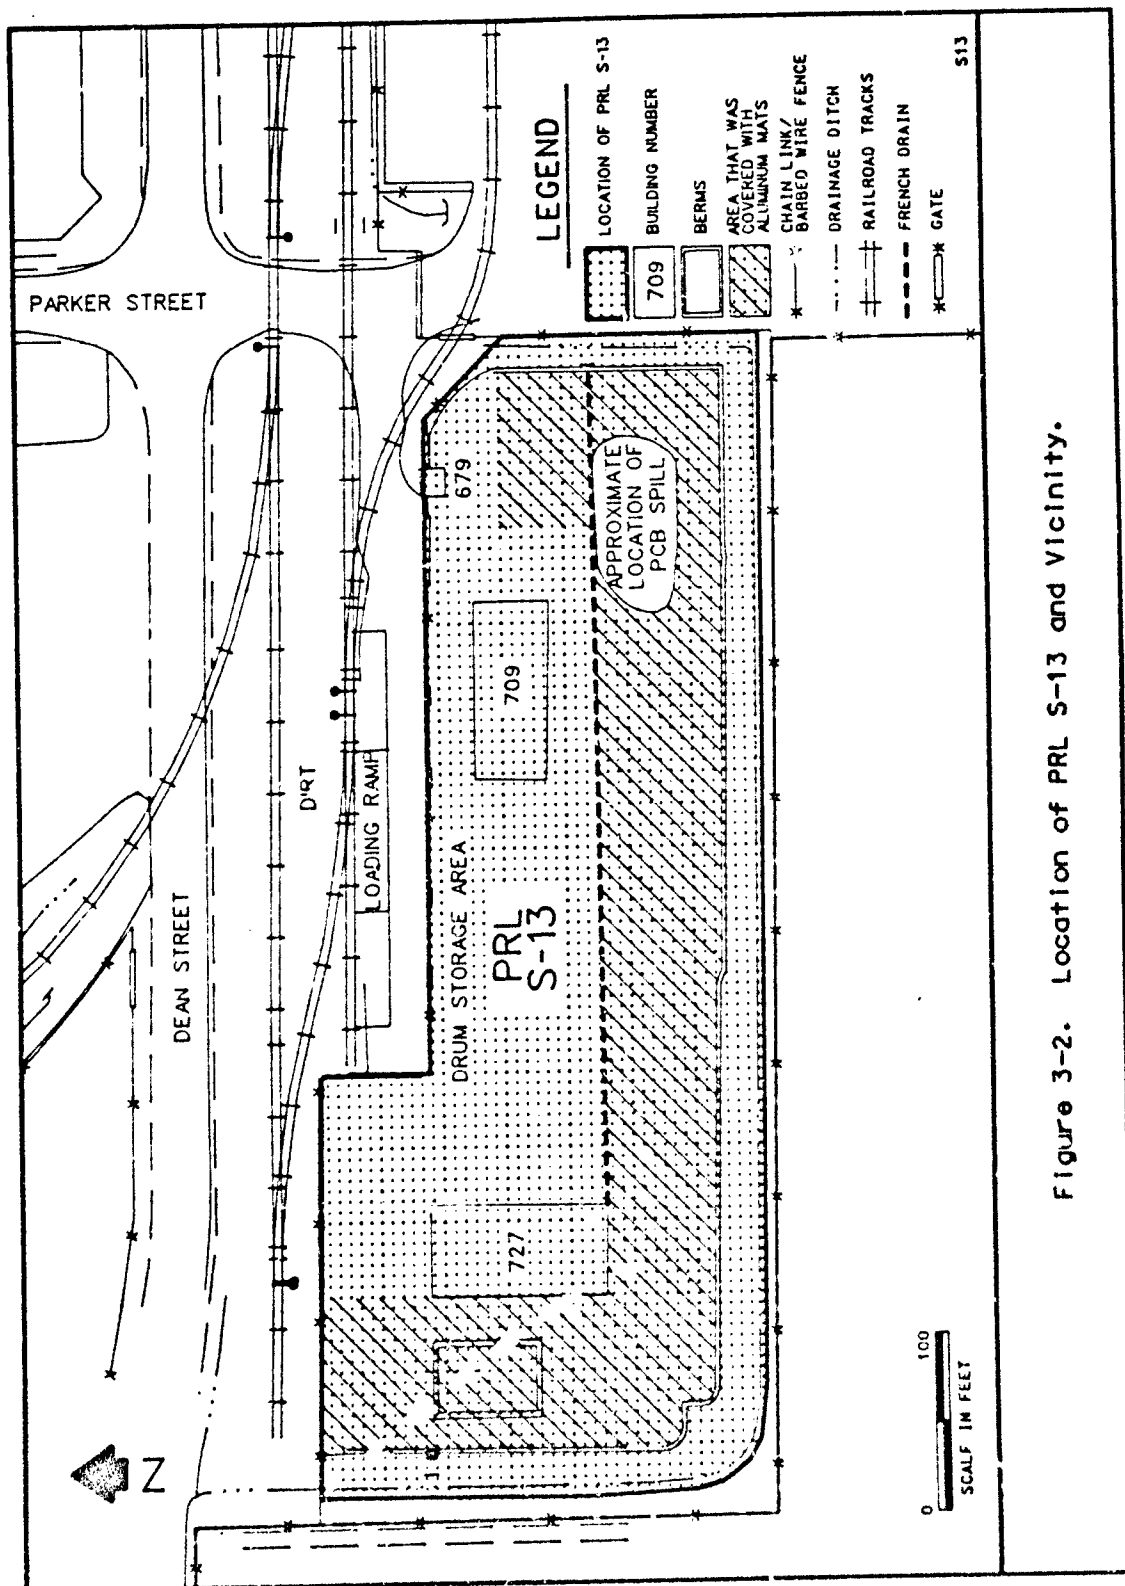 PARKER STREET
DEAN STREET
D'RT
LOADING RAMP
679
709
727
DRUM STORAGE AREA
PRL
S-13
APPROXIMATE
LOCATION OF
PCB SPILL
N
LEGEND
LOCATION OF PRL S-13
709
BUILDING NUMBER
BERMS
AREA THAT WAS
COVERED WITH
ALUMINUM MATS
CHAIN LINK/
BARBED WIRE FENCE
DRAINAGE DITCH
RAILROAD TRACKS
FRENCH DRAIN
GATE
S13
0 100
SCALE IN FEET
Figure 3-2. Location of PRL S-13 and Vicinity.